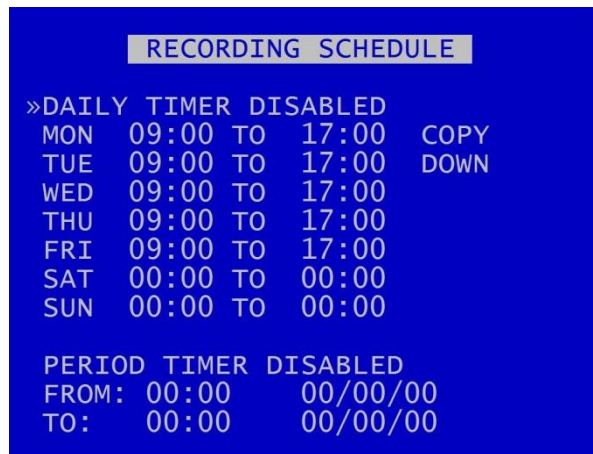 RECORDING SCHEDULE
»DAILY TIMER DISABLED
MON 09:00 TO 17:00 COPY
TUE 09:00 TO 17:00 DOWN
WED 09:00 TO 17:00
THU 09:00 TO 17:00
FRI 09:00 TO 17:00
SAT 00:00 TO 00:00
SUN 00:00 TO 00:00
PERIOD TIMER DISABLED
FROM: 00:00 00/00/00
TO: 00:00 00/00/00